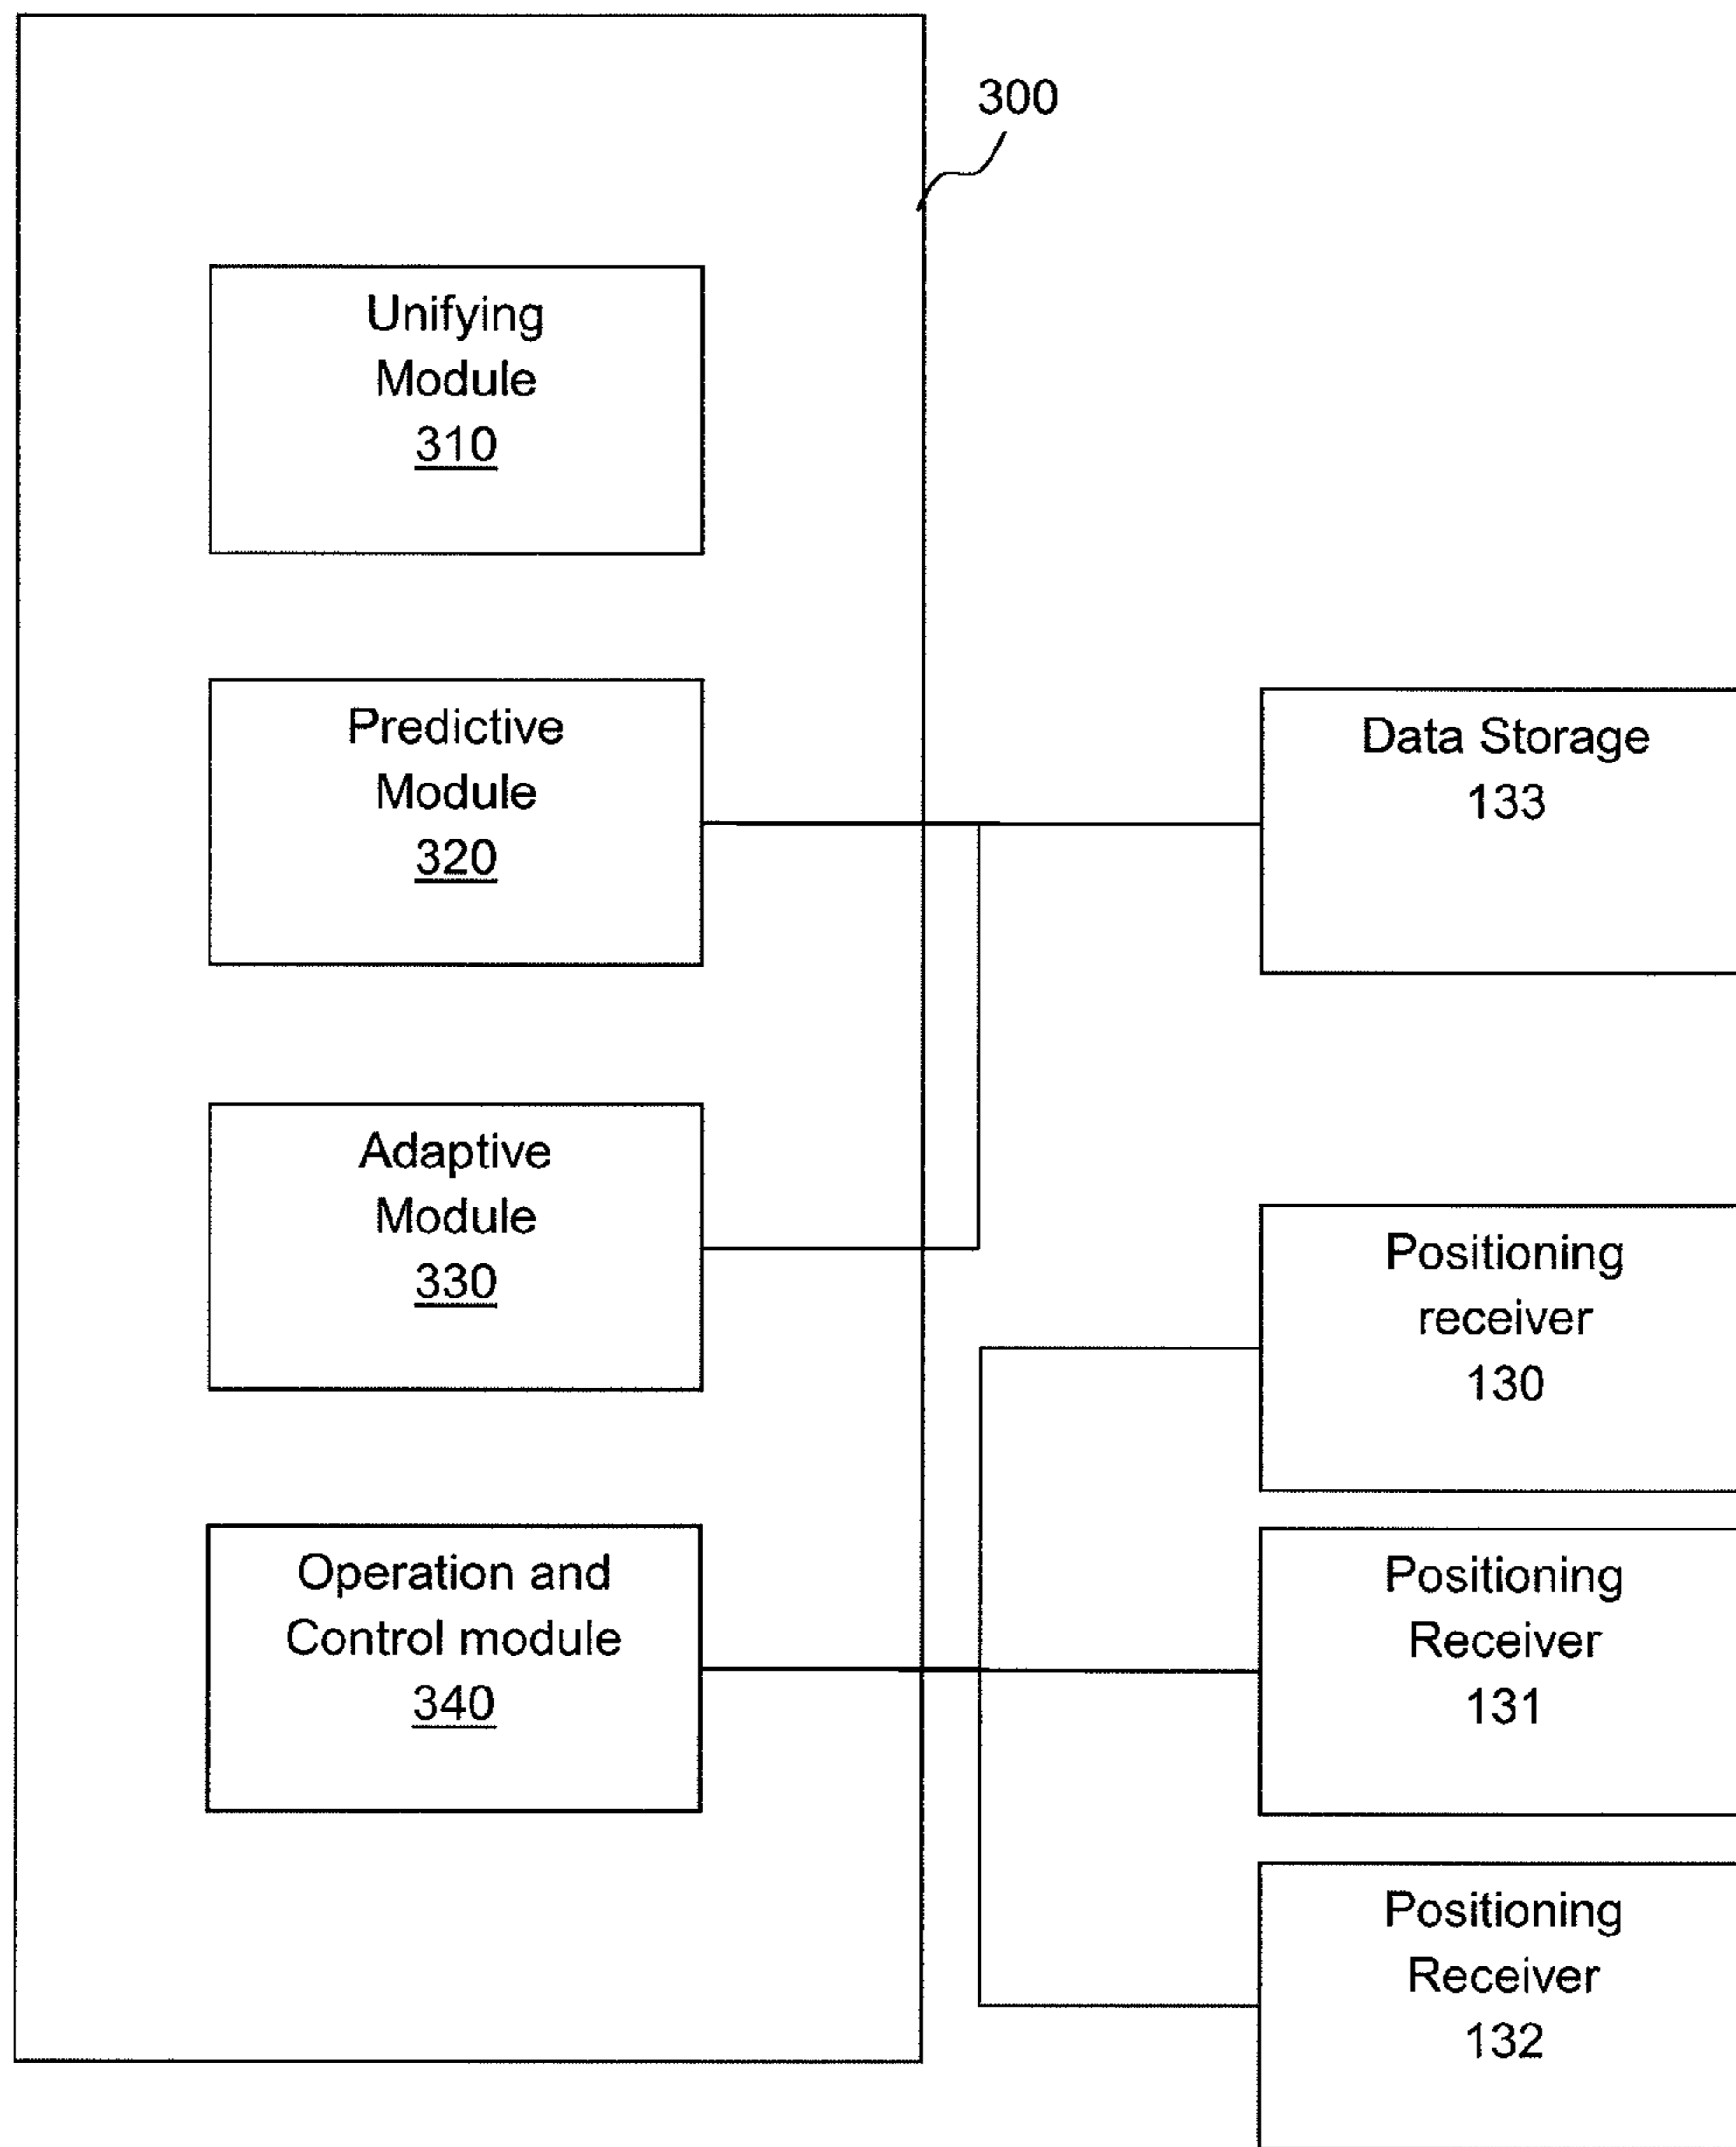 300
Unifying
Module
310
Predictive
Module
320
Data Storage
133
Adaptive
Module
330
Positioning
receiver
130
Operation and
Control module
340
Positioning
Receiver
131
Positioning
Receiver
132